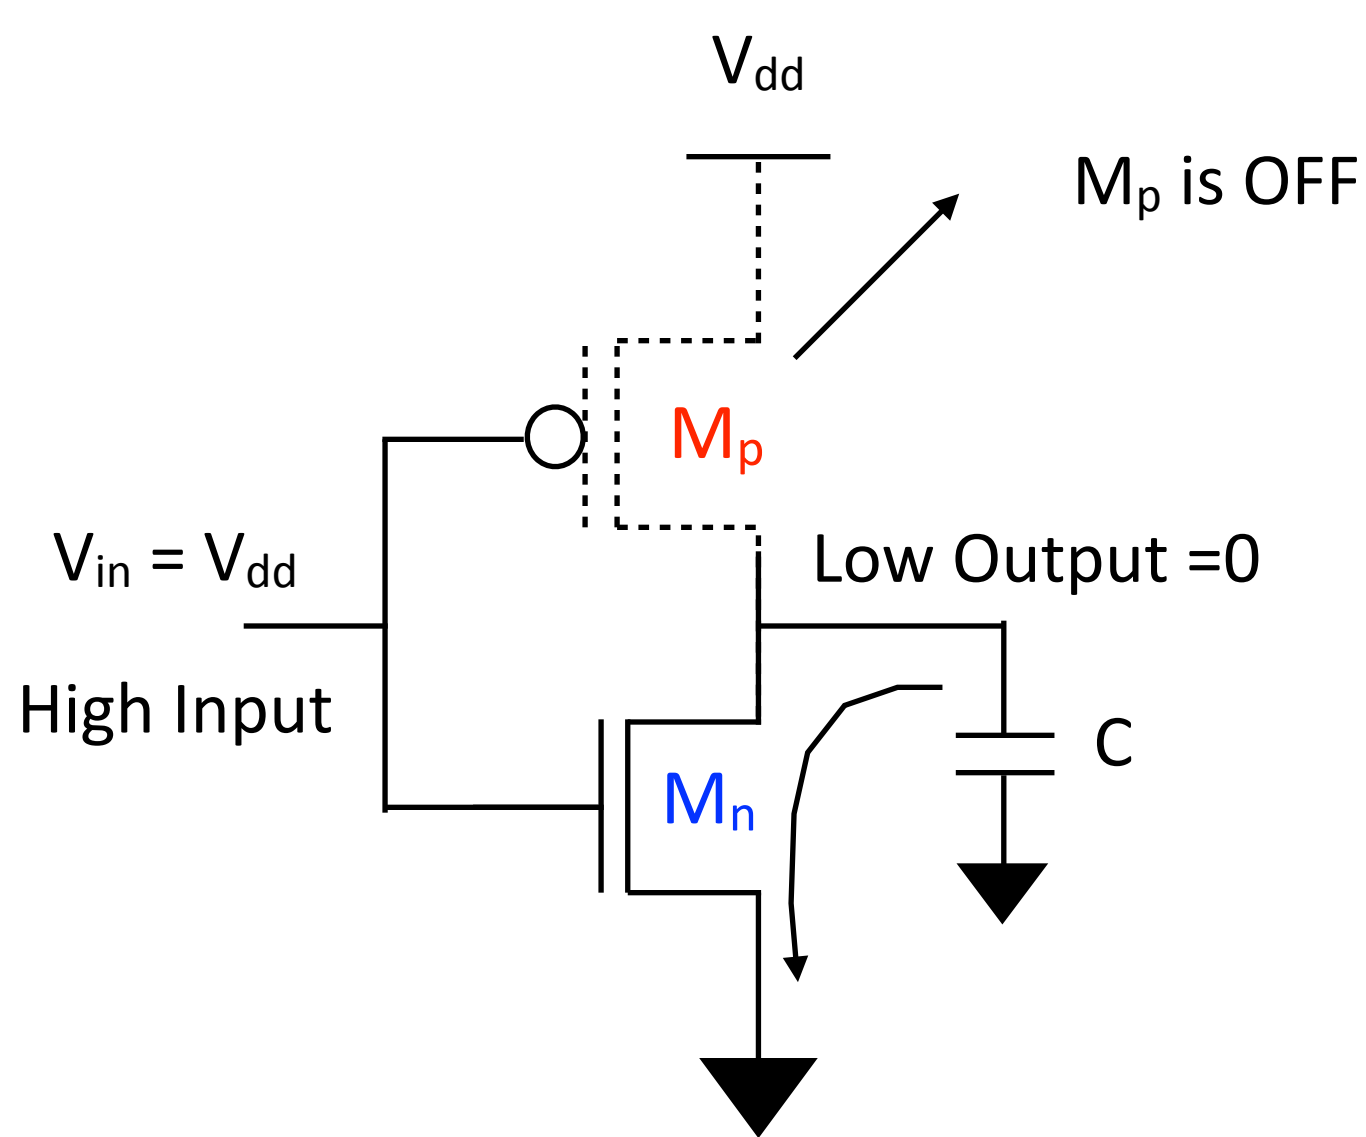 Vdd
Mp is OFF
Mp
Vin = Vdd
Low Output =0
High Input
C
Mn